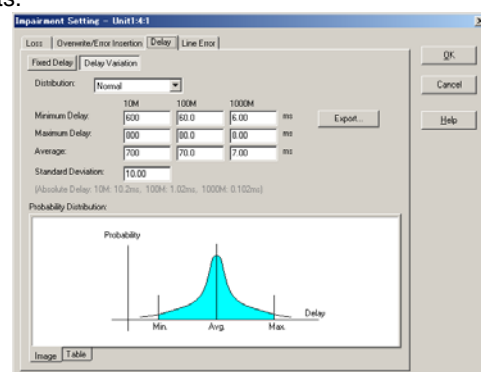 ts.
Impairment Setting - Unit1:4:1
Loss Overwrite/Error Insertion Delay Line Error
Fixed Delay Delay Variation
Distribution: Normal
10M 100M 1000M
Minimum Delay: 600 60.0 6.00 ms Export...
Maximum Delay: 800 80.0 8.00 ms
Average: 700 70.0 7.00 ms
Standard Deviation: 10.00
(Absolute Delay: 10M: 10.2ms, 100M: 1.02ms, 1000M: 0.102ms)
Probability Distribution:
Probability
Delay
Min. Avg. Max.
Image Table
OK
Cancel
Help